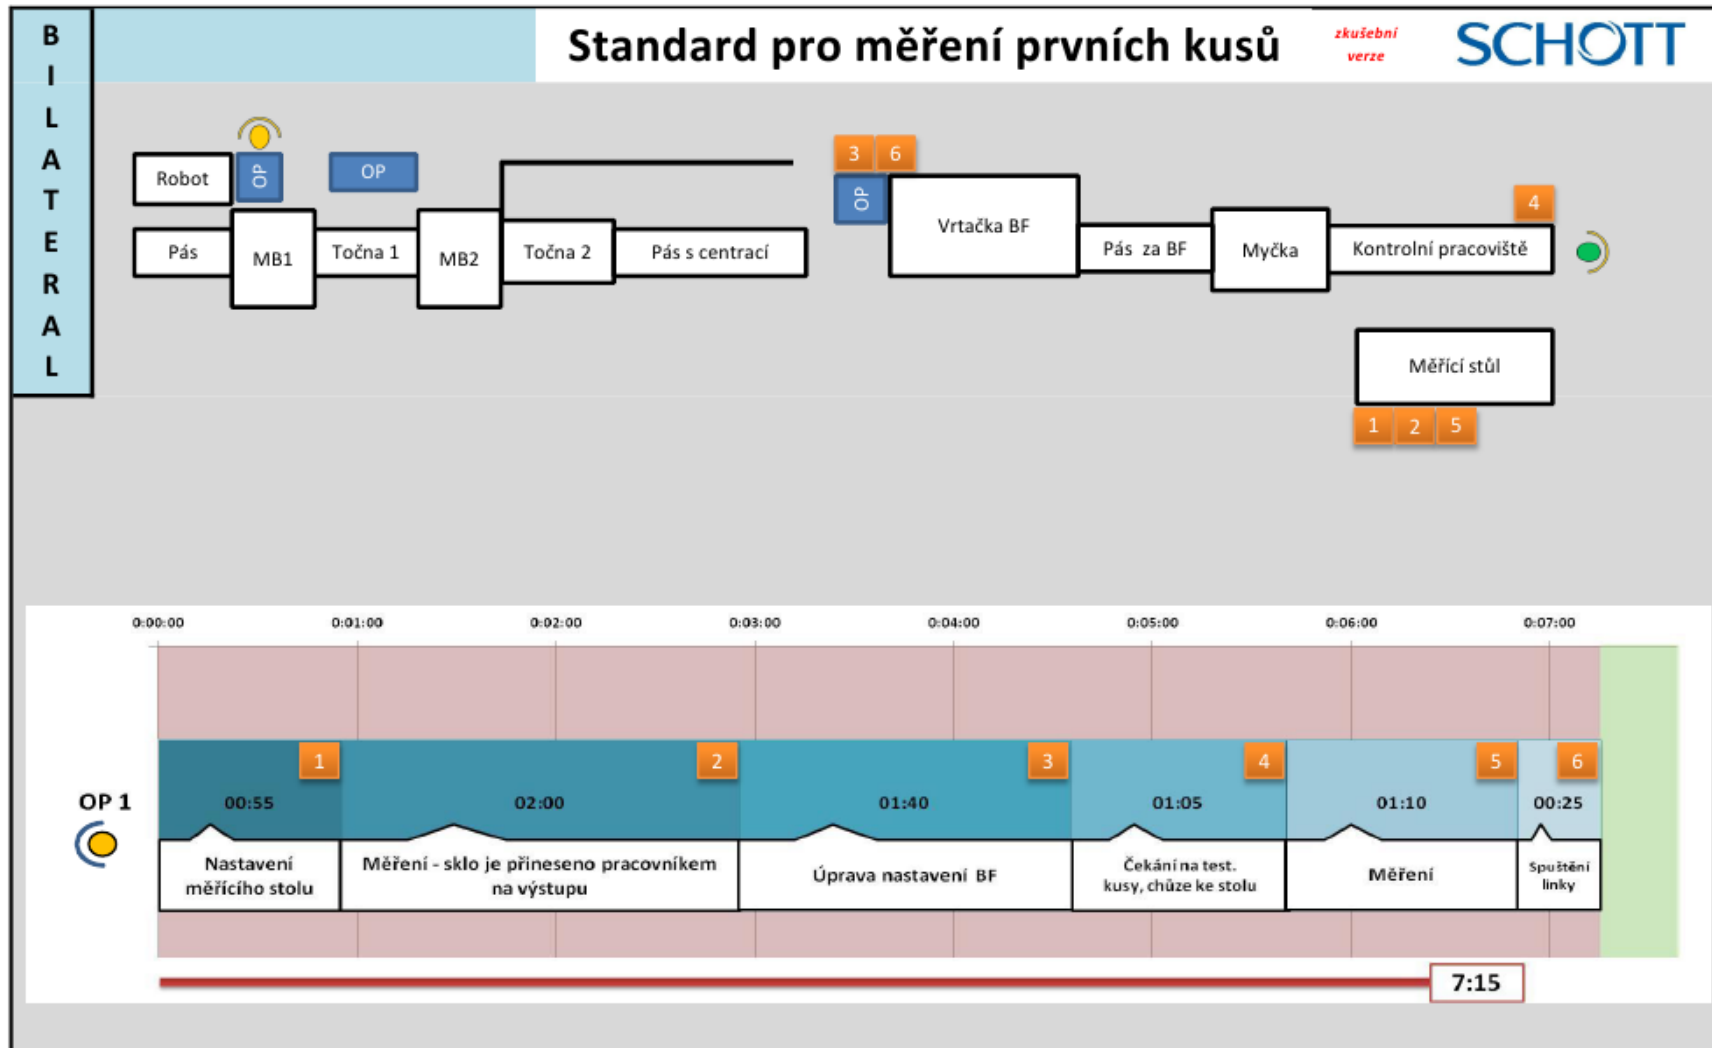 BILATERAL
Standard pro měření prvních kusů
zkušební
verze
SCHOTT
3 6
4
Robot
OP
OP
OP
Vrtačka BF
Pás
MB1
Točna 1
MB2
Točna 2
Pás s centrací
Pás za BF
Myčka
Kontrolní pracoviště
Měřící stůl
1 2 5
0:00:00 0:01:00 0:02:00 0:03:00 0:04:00 0:05:00 0:06:00 0:07:00
1 2 3 4 5 6
OP 1
00:55 02:00 01:40 01:05 01:10 00:25
Nastavení
měřícího stolu
Měření - sklo je přineseno pracovníkem
na výstupu
Úprava nastavení BF
Čekání na test.
kusy, chůze ke stolu
Měření
Spuštění
linky
7:15